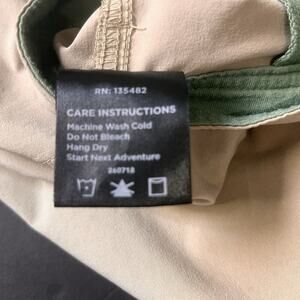 RN: 135482
CARE INSTRUCTIONS
Machine Wash Cold
Do Not Bleach
Hang Dry
Start Next Adventure
260718